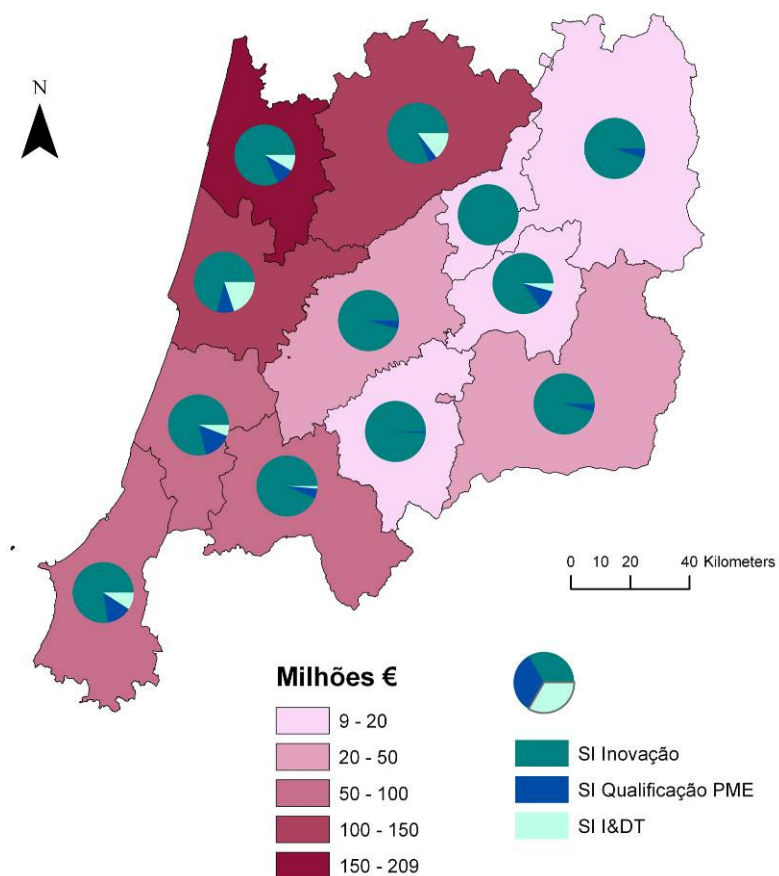 N
0 10 20 40 Kilometers
Milhões €
9 - 20
20 - 50
50 - 100
100 - 150
150 - 209
SI Inovação
SI Qualificação PME
SI I&DT